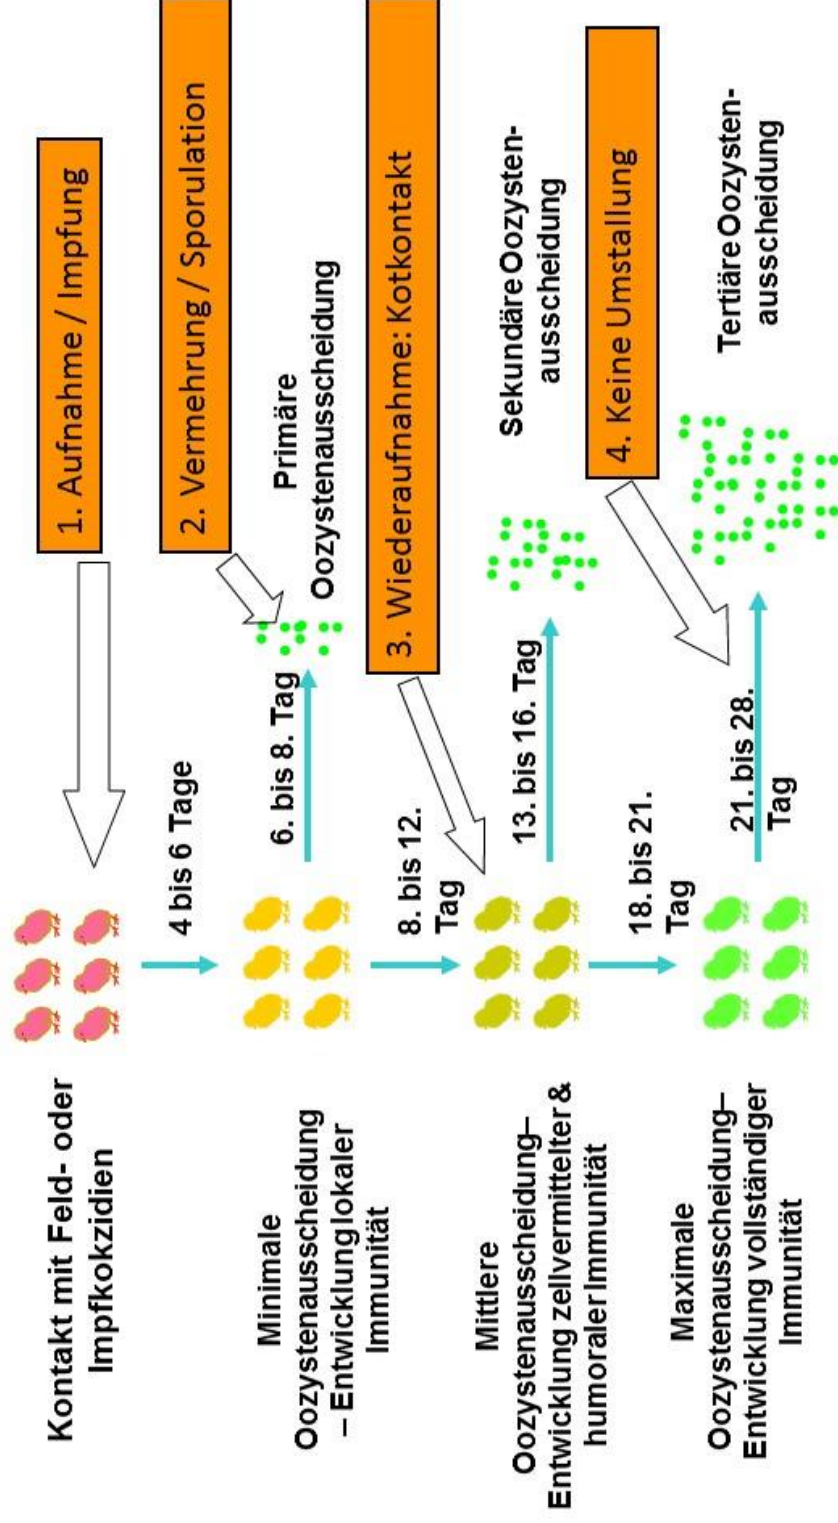 Kontakt mit Feld- oder
Impfkokzidien
1. Aufnahme / Impfung
4 bis 6 Tage
2. Vermehrung / Sporulation
Minimale
Oozystenausscheidung
– Entwicklung lokaler
Immunität
6. bis 8. Tag
Primäre
Oozystenausscheidung
8. bis 12.
Tag
3. Wiederaufnahme: Kotkontakt
Mittlere
Oozystenausscheidung–
Entwicklung zellvermittelter &
humoraler Immunität
13. bis 16. Tag
Sekundäre Oozysten-
ausscheidung
18. bis 21.
Tag
4. Keine Umstallung
Maximale
Oozystenausscheidung–
Entwicklung vollständiger
Immunität
21. bis 28.
Tag
Tertiäre Oozysten-
ausscheidung